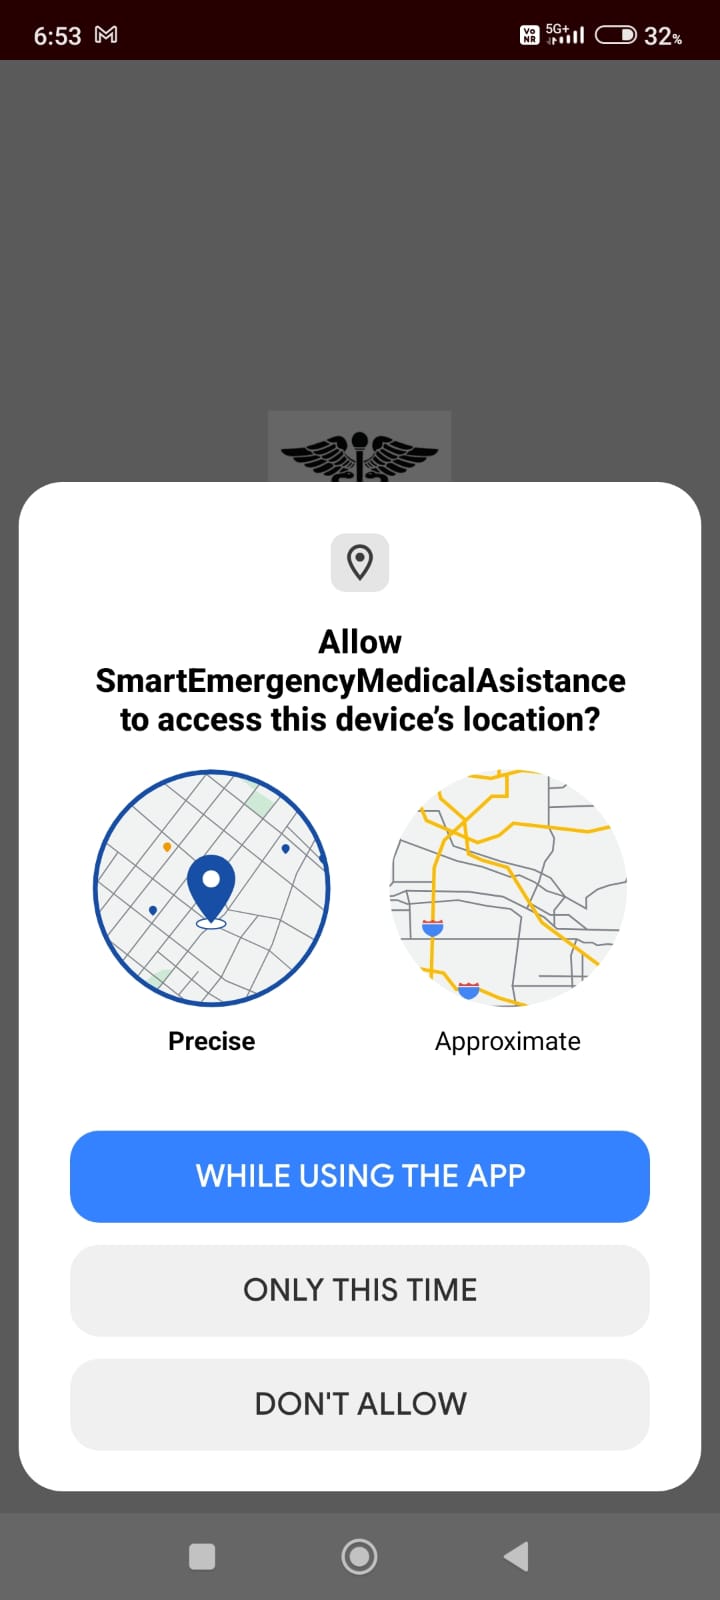 6:53 Vo NR 5G+ 32%
Allow
SmartEmergencyMedicalAsistance
to access this device’s location?
Precise Approximate
WHILE USING THE APP
ONLY THIS TIME
DON'T ALLOW